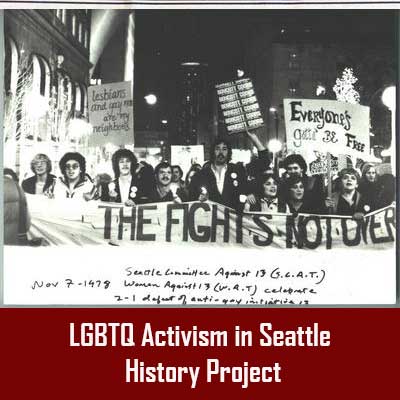 lesbians
and gay me
are my
neighbors
EVERYONE'S
gotta BE FREE
THE FIGHT'S NOT OVER
Seattle Committee Against 13 (S.C.A.T.)
Nov 7-1978 Women Against 13 (W.A.T.) celebrate
2-1 defeat of anti-gay initiative 13
LGBTQ Activism in Seattle
History Project